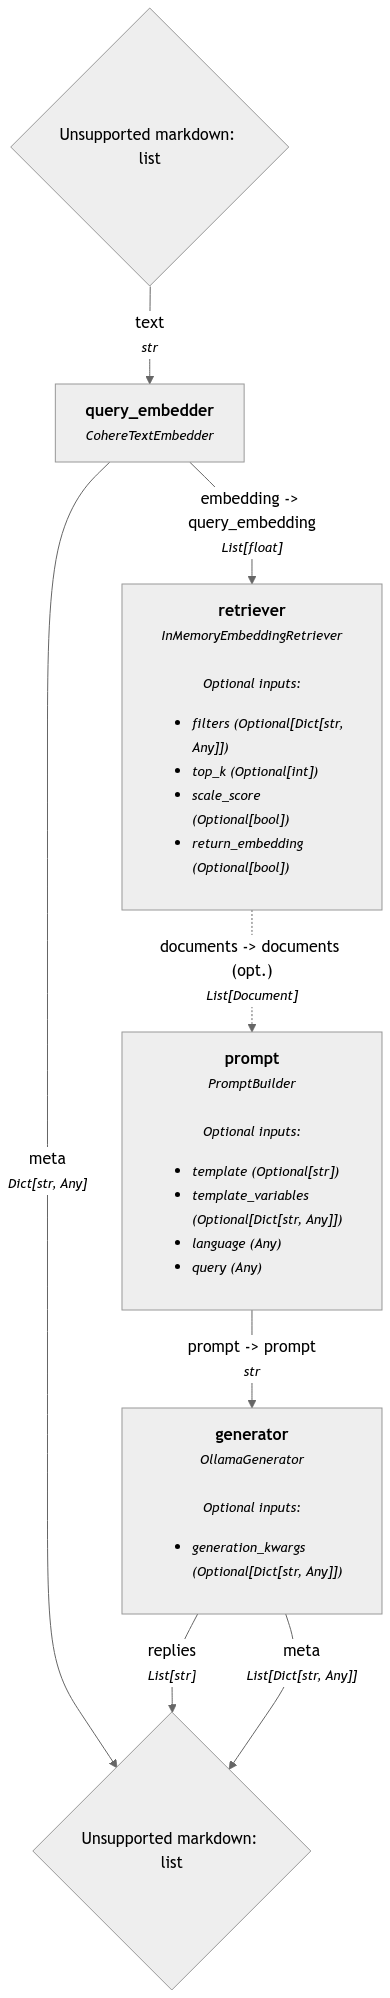 Unsupported markdown:
list
text
str
query_embedder
CohereTextEmbedder
embedding ->
query_embedding
List[float]
retriever
InMemoryEmbeddingRetriever
Optional inputs:
• filters (Optional[Dict[str,
Any]])
• top_k (Optional[int])
• scale_score
(Optional[bool])
• return_embedding
(Optional[bool])
documents -> documents
(opt.)
List[Document]
prompt
PromptBuilder
Optional inputs:
• template (Optional[str])
• template_variables
(Optional[Dict[str, Any]])
• language (Any)
• query (Any)
meta
Dict[str, Any]
prompt -> prompt
str
generator
OllamaGenerator
Optional inputs:
• generation_kwargs
(Optional[Dict[str, Any]])
replies
List[str]
meta
List[Dict[str, Any]]
Unsupported markdown:
list